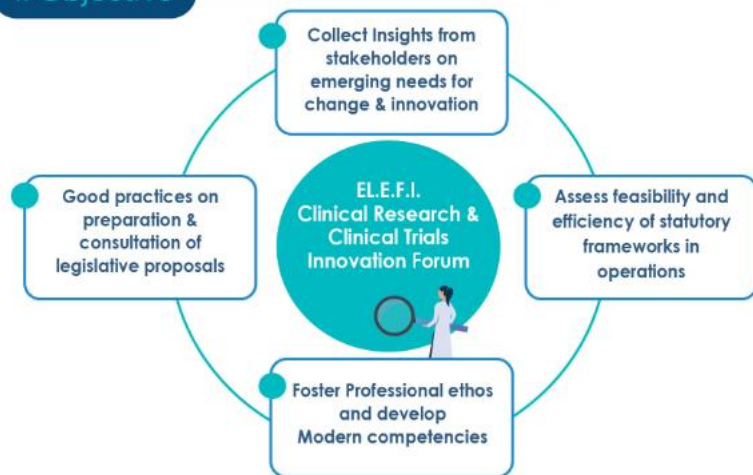 Collect Insights from
stakeholders on
emerging needs for
change & innovation
Good practices on
preparation &
consultation of
legislative proposals
EL.E.F.I.
Clinical Research &
Clinical Trials
Innovation Forum
Assess feasibility and
efficiency of statutory
frameworks in
operations
Foster Professional ethos
and develop
Modern competencies